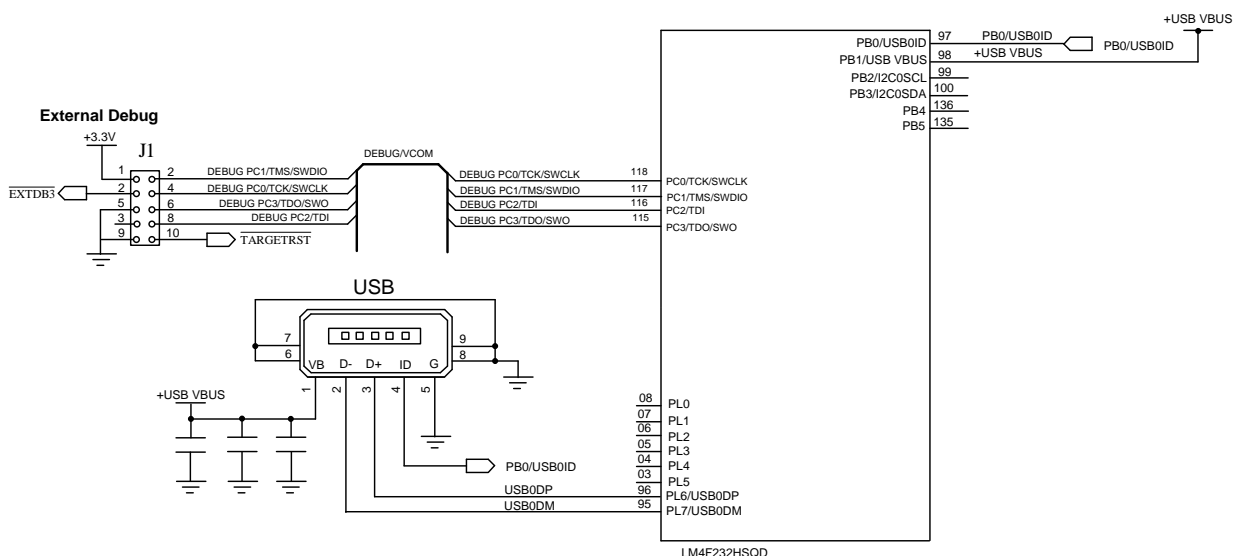 +USB VBUS
PB0/USB0ID 97 PB0/USB0ID PB0/USB0ID
PB1/USB VBUS 98 +USB VBUS
PB2/I2C0SCL 99
PB3/I2C0SDA 100
PB4 136
PB5 135
External Debug
+3.3V
J1
DEBUG/VCOM
1 2 DEBUG PC1/TMS/SWDIO
EXTDB3 2 4 DEBUG PC0/TCK/SWCLK
5 6 DEBUG PC3/TDO/SWO
3 8 DEBUG PC2/TDI
9 10 TARGETRST
DEBUG PC0/TCK/SWCLK 118 PC0/TCK/SWCLK
DEBUG PC1/TMS/SWDIO 117 PC1/TMS/SWDIO
DEBUG PC2/TDI 116 PC2/TDI
DEBUG PC3/TDO/SWO 115 PC3/TDO/SWO
USB
7 9
6 8
VB D- D+ ID G
1 2 3 4 5
+USB VBUS
PB0/USB0ID
08 PL0
07 PL1
06 PL2
05 PL3
04 PL4
03 PL5
USB0DP 96 PL6/USB0DP
USB0DM 95 PL7/USB0DM
LM4F232HSQD